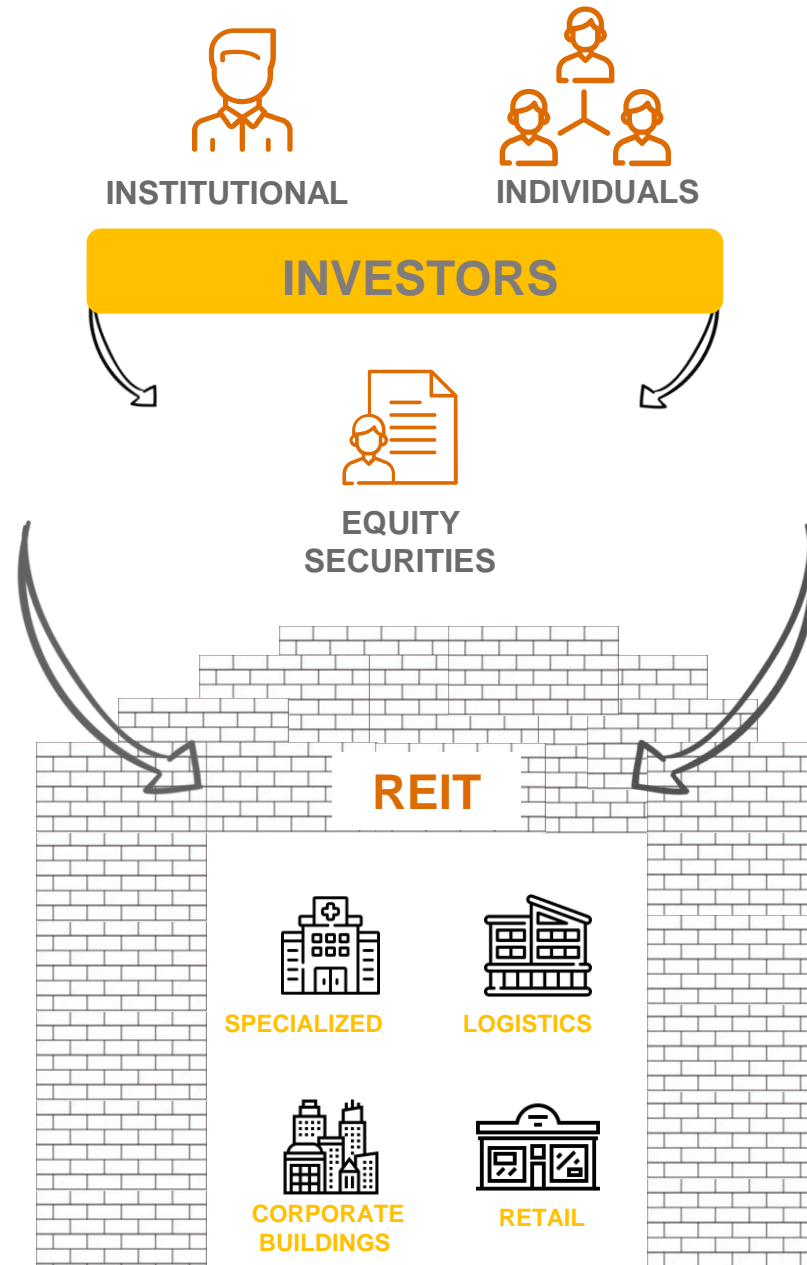 INSTITUTIONAL
INDIVIDUALS
INVESTORS
EQUITY
SECURITIES
REIT
SPECIALIZED
LOGISTICS
CORPORATE
BUILDINGS
RETAIL